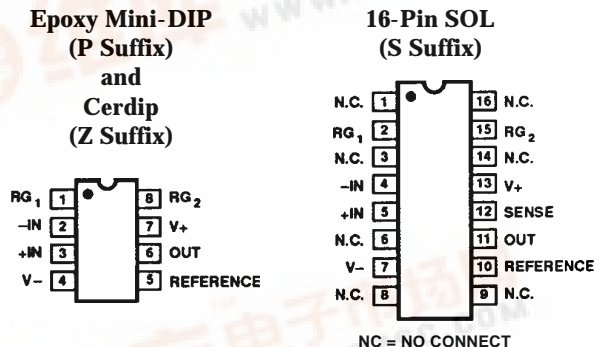 Epoxy Mini-DIP
(P Suffix)
and
Cerdip
(Z Suffix)
RG1 1 8 RG2
–IN 2 7 V+
+IN 3 6 OUT
V– 4 5 REFERENCE
16-Pin SOL
(S Suffix)
N.C. 1 16 N.C.
RG1 2 15 RG2
N.C. 3 14 N.C.
–IN 4 13 V+
+IN 5 12 SENSE
N.C. 6 11 OUT
V– 7 10 REFERENCE
N.C. 8 9 N.C.
NC = NO CONNECT